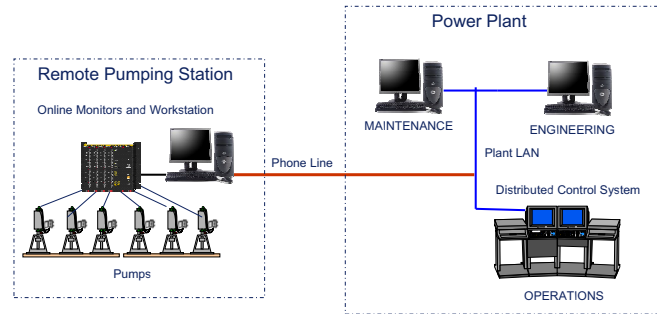 Power Plant
Remote Pumping Station
Online Monitors and Workstation
MAINTENANCE
ENGINEERING
Plant LAN
Phone Line
Distributed Control System
Pumps
OPERATIONS